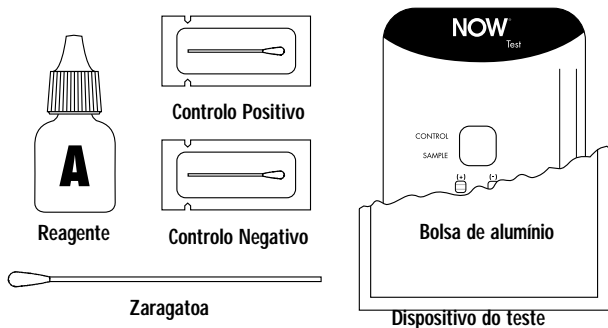 A
Reagente
Controlo Positivo
Controlo Negativo
Zaragatoa
NOW®
Test
CONTROL
SAMPLE
(+) (-)
Bolsa de alumínio
Dispositivo do teste